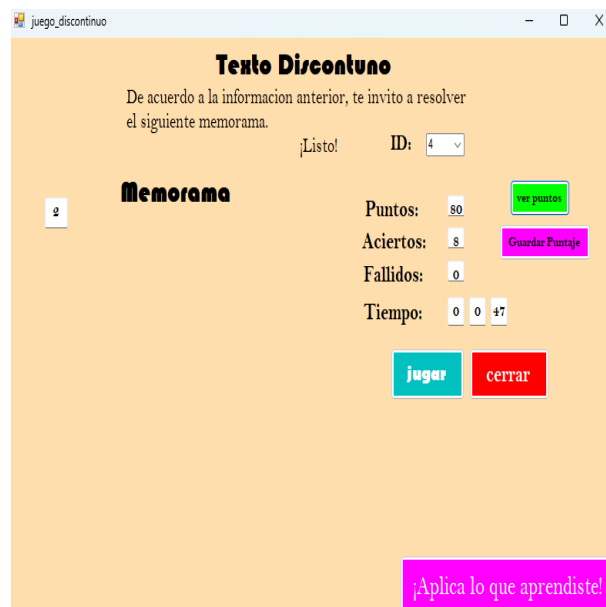 juego_discontinuo
Texto Discontuno
De acuerdo a la informacion anterior, te invito a resolver
el siguiente memorama.
¡Listo! ID: 4
Memorama
2
Puntos: 80 ver puntos
Aciertos: 8 Guardar Puntaje
Fallidos: 0
Tiempo: 0 0 47
jugar cerrar
¡Aplica lo que aprendiste!